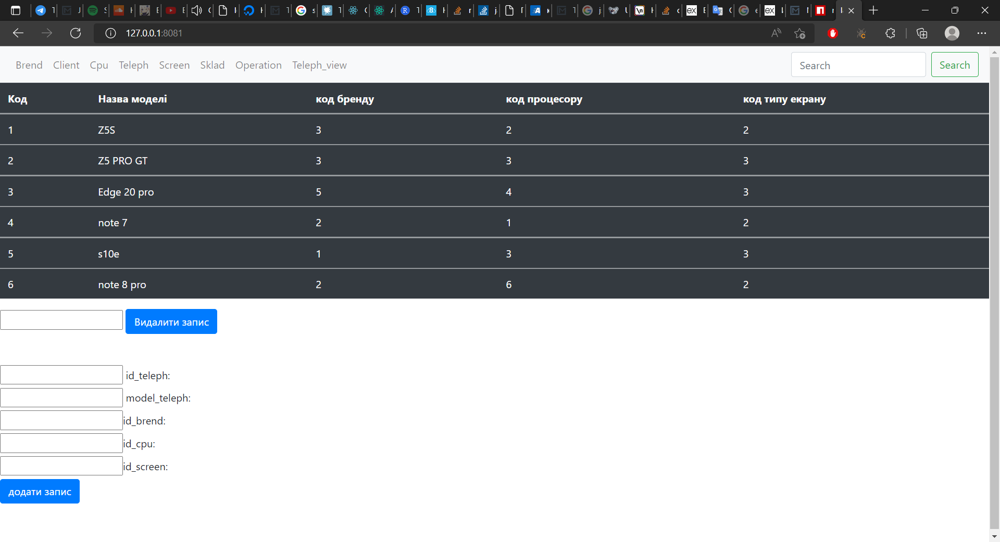 127.0.0.1:8081
Brend Client Cpu Teleph Screen Sklad Operation Teleph_view Search Search
Код Назва моделі код бренду код процесору код типу екрану
1 Z5S 3 2 2
2 Z5 PRO GT 3 3 3
3 Edge 20 pro 5 4 3
4 note 7 2 1 2
5 s10e 1 3 3
6 note 8 pro 2 6 2
Видалити запис
id_teleph:
model_teleph:
id_brend:
id_cpu:
id_screen:
додати запис